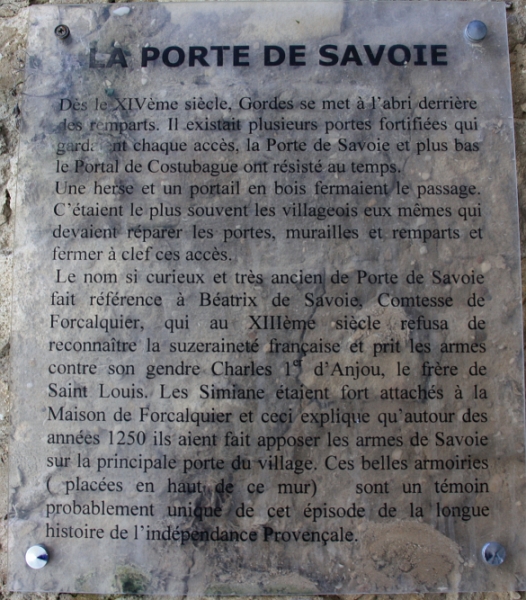 LA PORTE DE SAVOIE
Dès le XIVème siècle, Gordes se met à l'abri derrière
des remparts. Il existait plusieurs portes fortifiées qui
gardaient chaque accès, la Porte de Savoie et plus bas
le Portal de Costubague ont résisté au temps.
Une herse et un portail en bois fermaient le passage.
C'étaient le plus souvent les villageois eux mêmes qui
devaient réparer les portes, murailles et remparts et
fermer à clef ces accès.
Le nom si curieux et très ancien de Porte de Savoie
fait référence à Béatrix de Savoie, Comtesse de
Forcalquier, qui au XIIIème siècle refusa de
reconnaître la suzeraineté française et prit les armes
contre son gendre Charles 1er d'Anjou, le frère de
Saint Louis. Les Simiane étaient fort attachés à la
Maison de Forcalquier et ceci explique qu'autour des
années 1250 ils aient fait apposer les armes de Savoie
sur la principale porte du village. Ces belles armoiries
( placées en haut de ce mur) sont un témoin
probablement unique de cet épisode de la longue
histoire de l'indépendance Provençale.